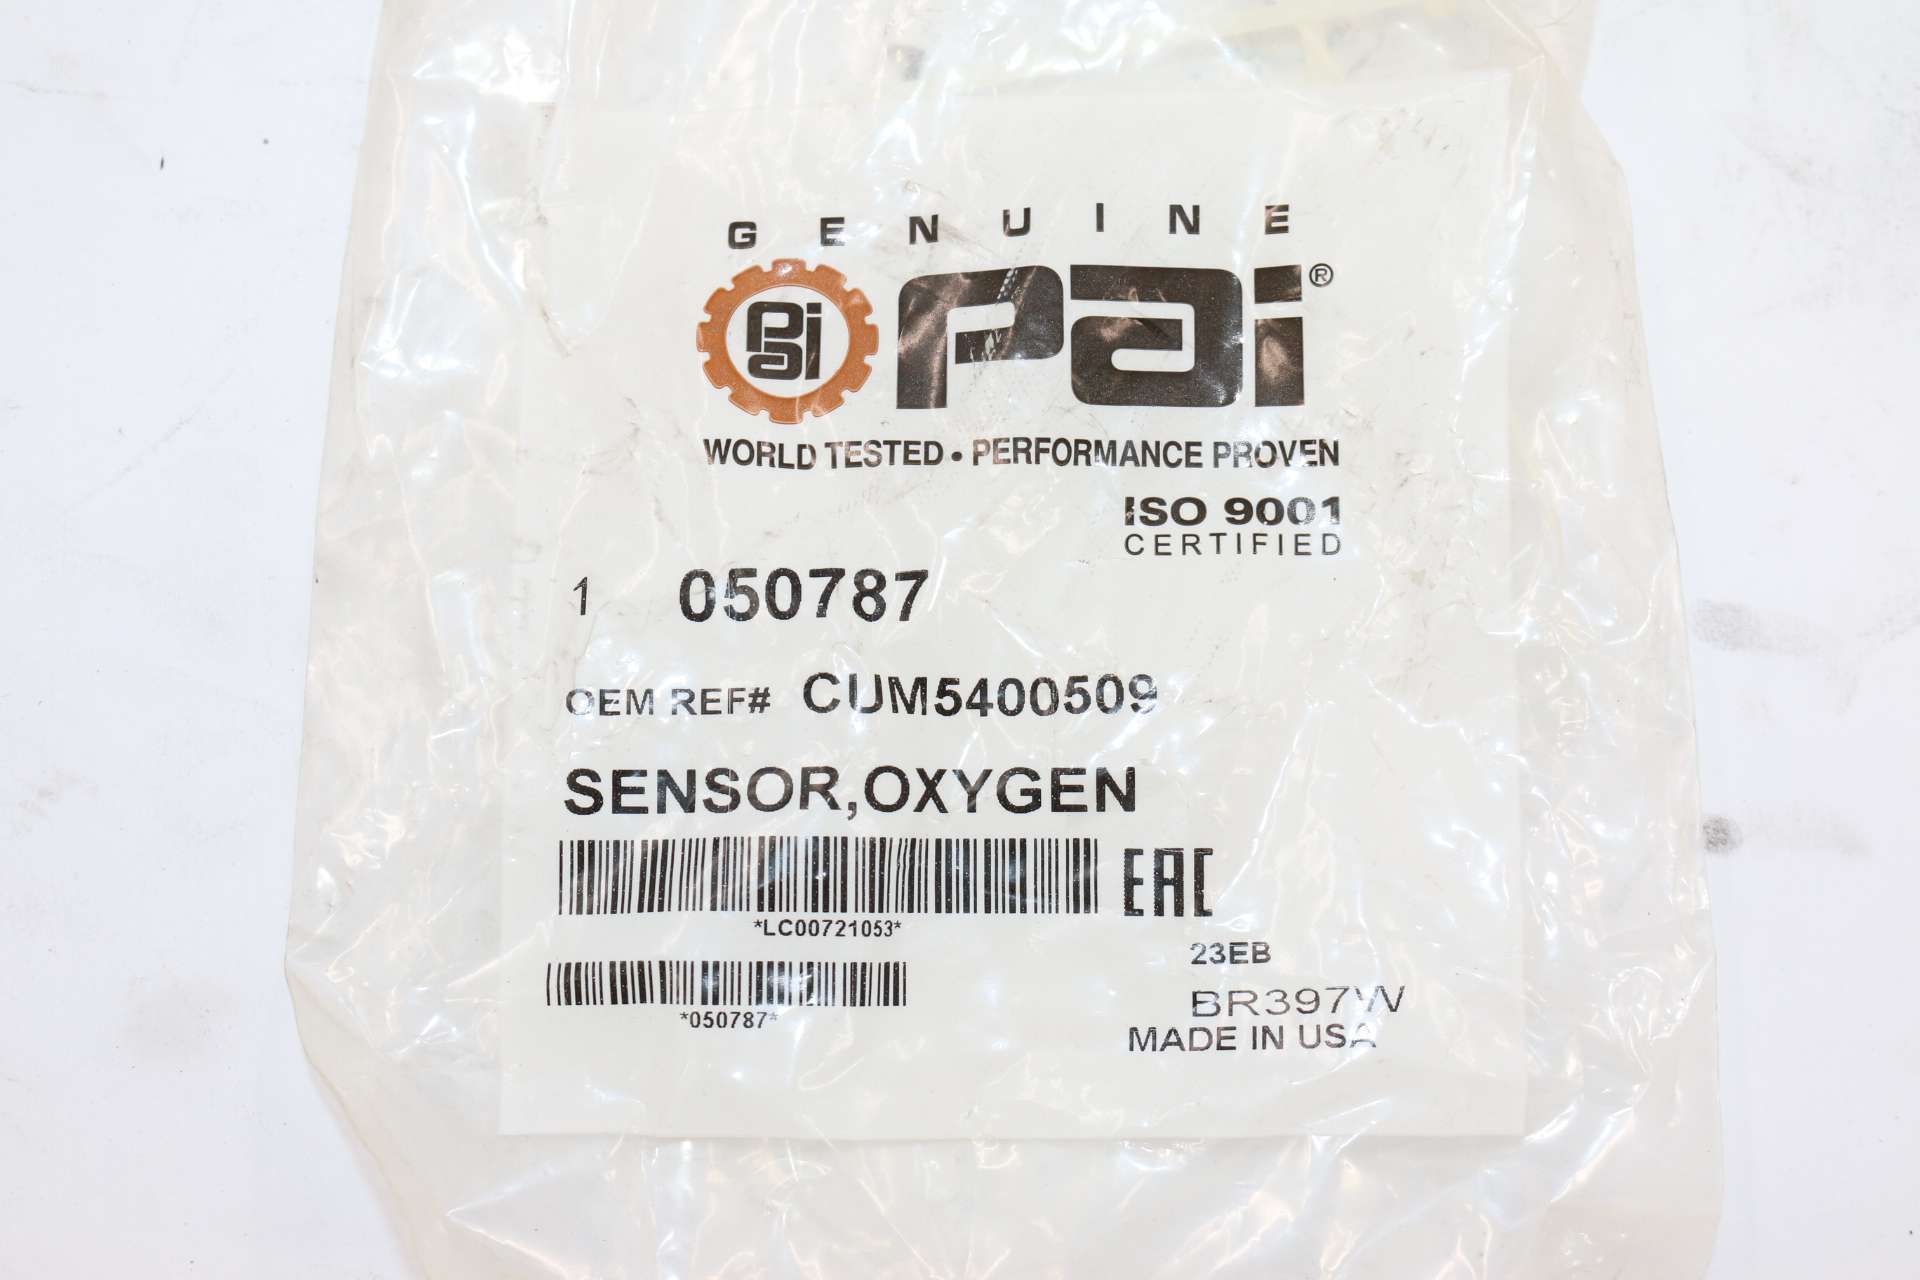 GENUINE
pai
pai®
WORLD TESTED • PERFORMANCE PROVEN
ISO 9001
CERTIFIED
1 050787
OEM REF# CUM5400509
SENSOR,OXYGEN
EAC
*LC00721053*
23EB
*050787*
BR397W
MADE IN USA